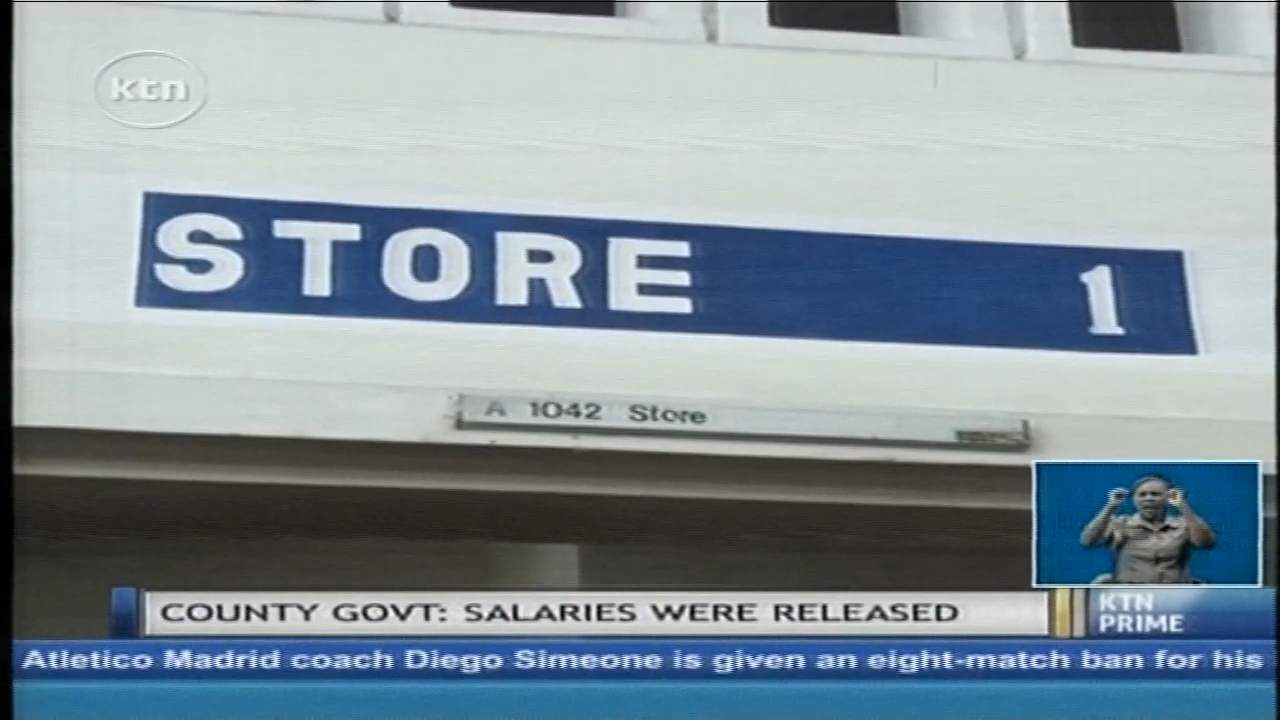 ktn
STORE 1
A 1042 Store
COUNTY GOVT: SALARIES WERE RELEASED
KTN
PRIME
Atletico Madrid coach Diego Simeone is given an eight-match ban for his